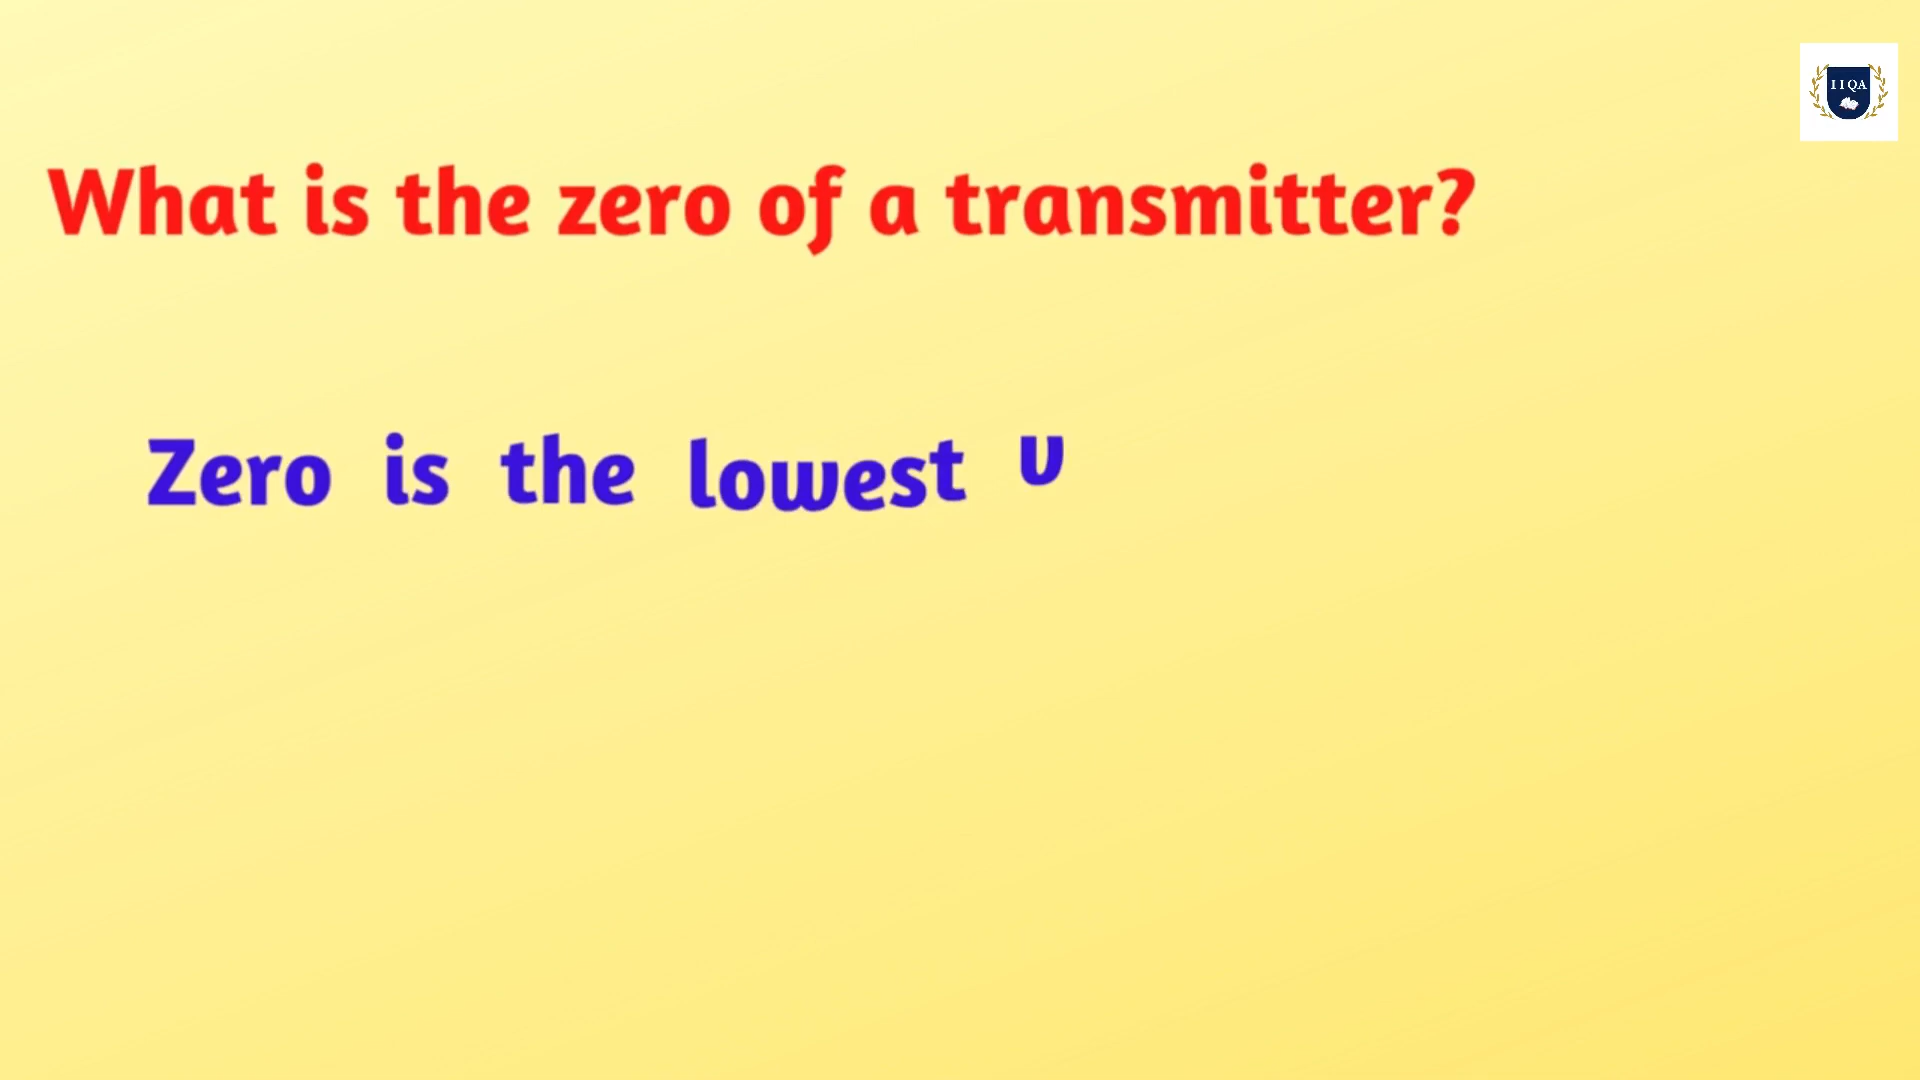 IIQA
What is the zero of a transmitter?
Zero is the lowest